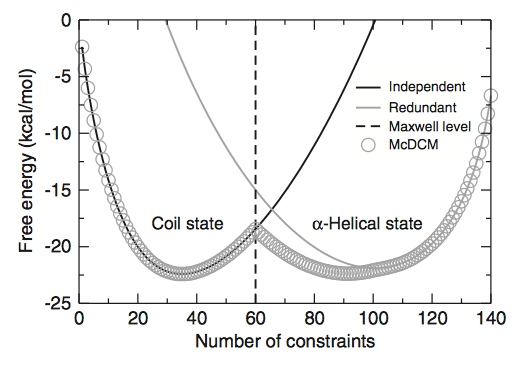 0
-5
-10
-15
-20
-25
Free energy (kcal/mol)
Independent
Redundant
Maxwell level
McDCM
Coil state
α-Helical state
0 20 40 60 80 100 120 140
Number of constraints